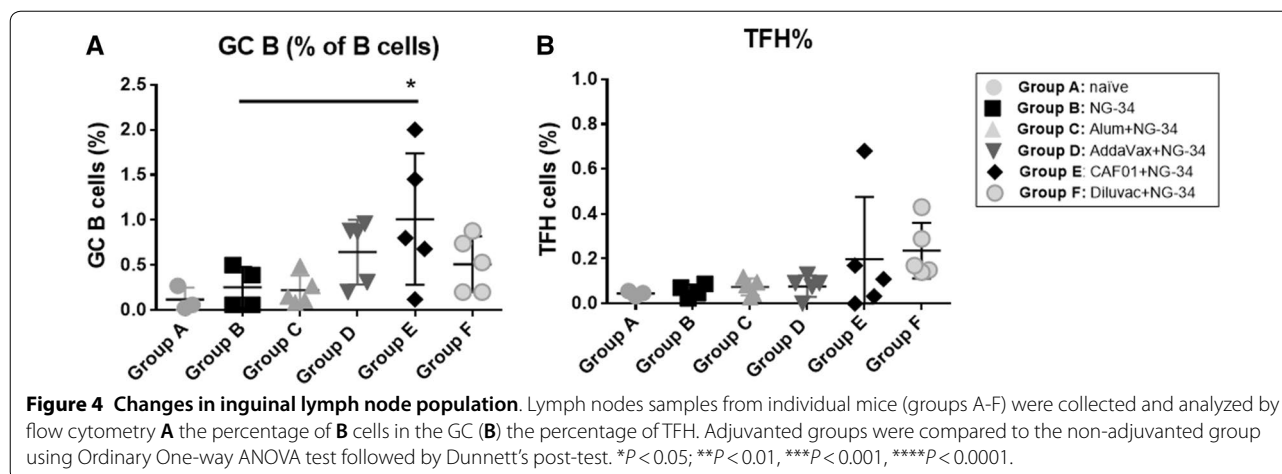 A
GC B (% of B cells)
GC B cells (%)
2.5
2.0
1.5
1.0
0.5
0.0
*
Group A
Group B
Group C
Group D
Group E
Group F
B
TFH%
TFH cells (%)
1.0
0.8
0.6
0.4
0.2
0.0
Group A
Group B
Group C
Group D
Group E
Group F
Group A: naïve
Group B: NG-34
Group C: Alum+NG-34
Group D: AddaVax+NG-34
Group E: CAF01+NG-34
Group F: Diluvac+NG-34
Figure 4 Changes in inguinal lymph node population. Lymph nodes samples from individual mice (groups A-F) were collected and analyzed by
flow cytometry A the percentage of B cells in the GC (B) the percentage of TFH. Adjuvanted groups were compared to the non-adjuvanted group
using Ordinary One-way ANOVA test followed by Dunnett's post-test. *P < 0.05; **P < 0.01, ***P < 0.001, ****P < 0.0001.